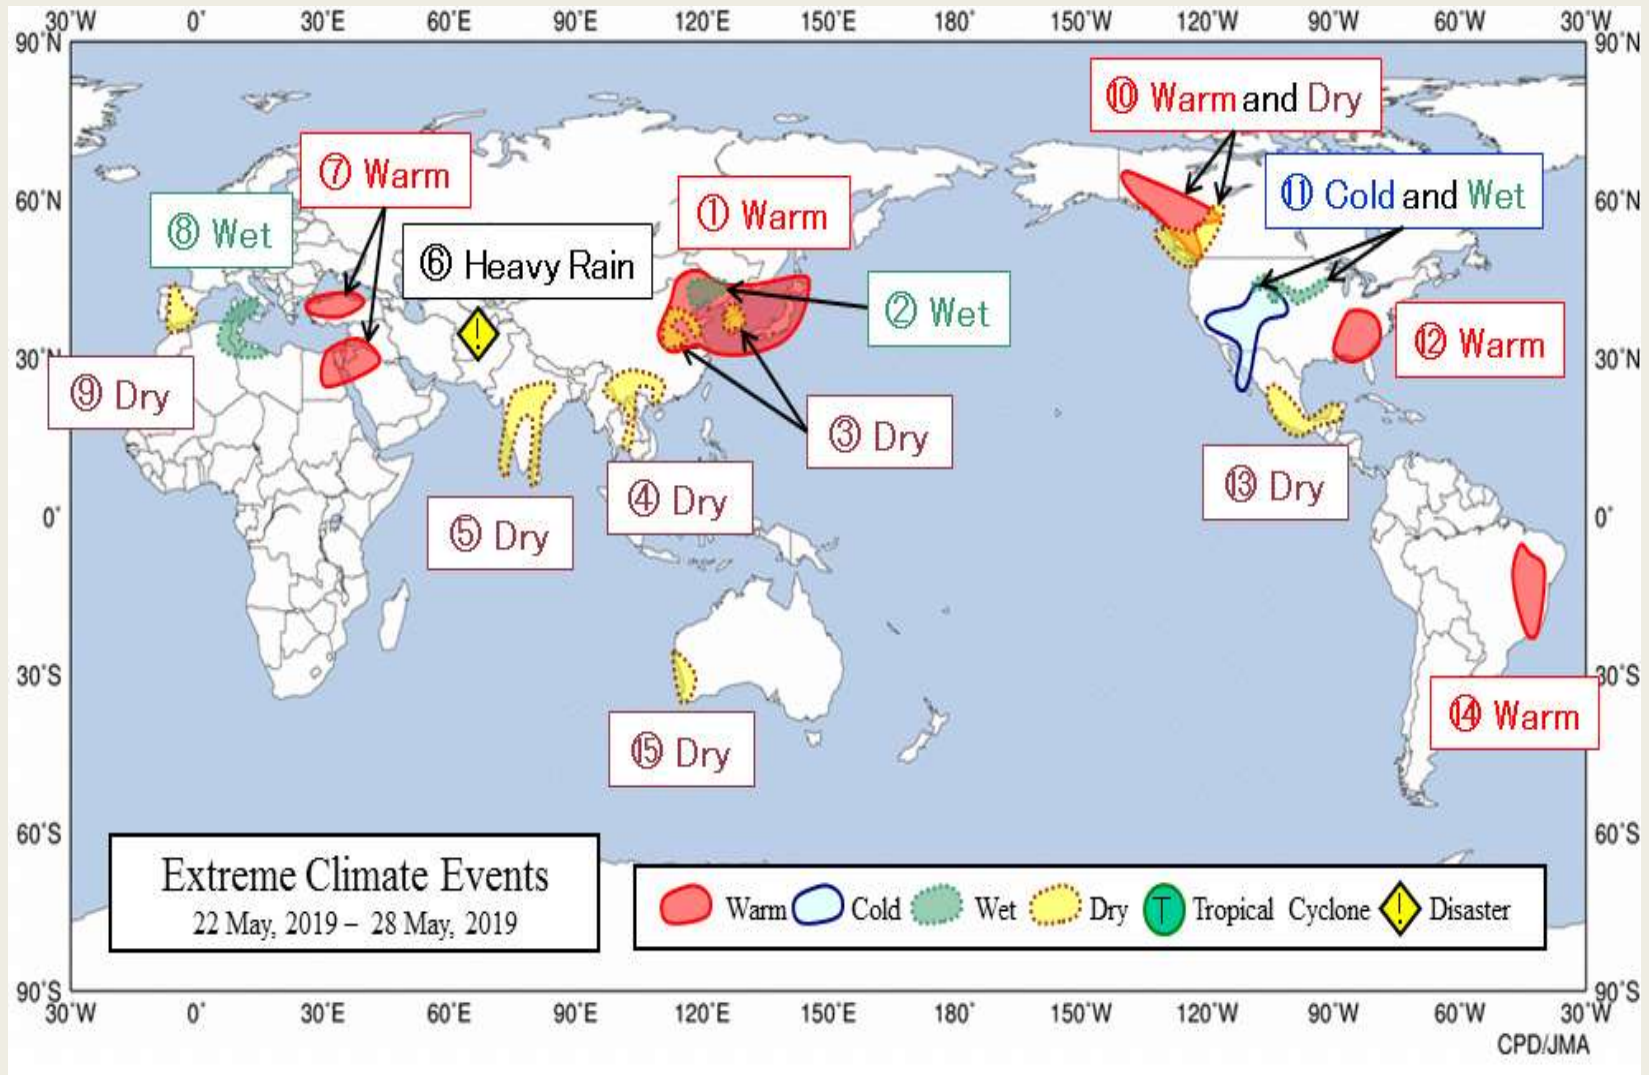 30°W 0° 30°E 60°E 90°E 120°E 150°E 180° 150°W 120°W 90°W 60°W 30°W
90°N 90°N
⑩ Warm and Dry
⑦ Warm
⑪ Cold and Wet
60°N 60°N
① Warm
⑧ Wet
⑥ Heavy Rain
② Wet
⑫ Warm
30°N 30°N
⑨ Dry
③ Dry
④ Dry
⑬ Dry
⑤ Dry
0° 0°
30°S 30°S
⑭ Warm
⑮ Dry
60°S 60°S
Extreme Climate Events
22 May, 2019 – 28 May, 2019
Warm Cold Wet Dry T Tropical Cyclone ! Disaster
90°S 90°S
30°W 0° 30°E 60°E 90°E 120°E 150°E 180° 150°W 120°W 90°W 60°W 30°W
CPD/JMA